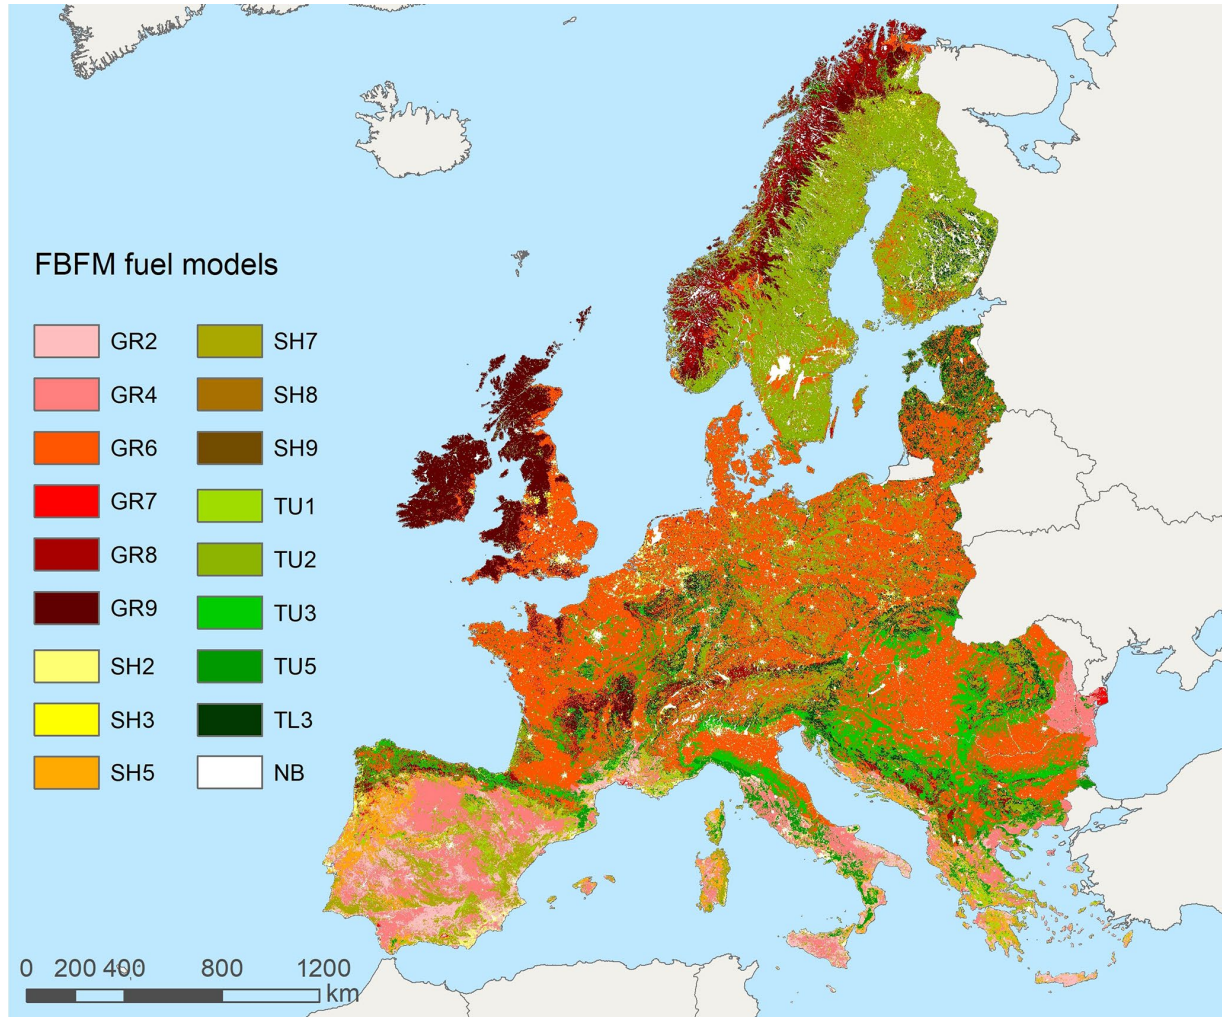 FBFM fuel models
GR2
GR4
GR6
GR7
GR8
GR9
SH2
SH3
SH5
SH7
SH8
SH9
TU1
TU2
TU3
TU5
TL3
NB
0 200 400 800 1200
km